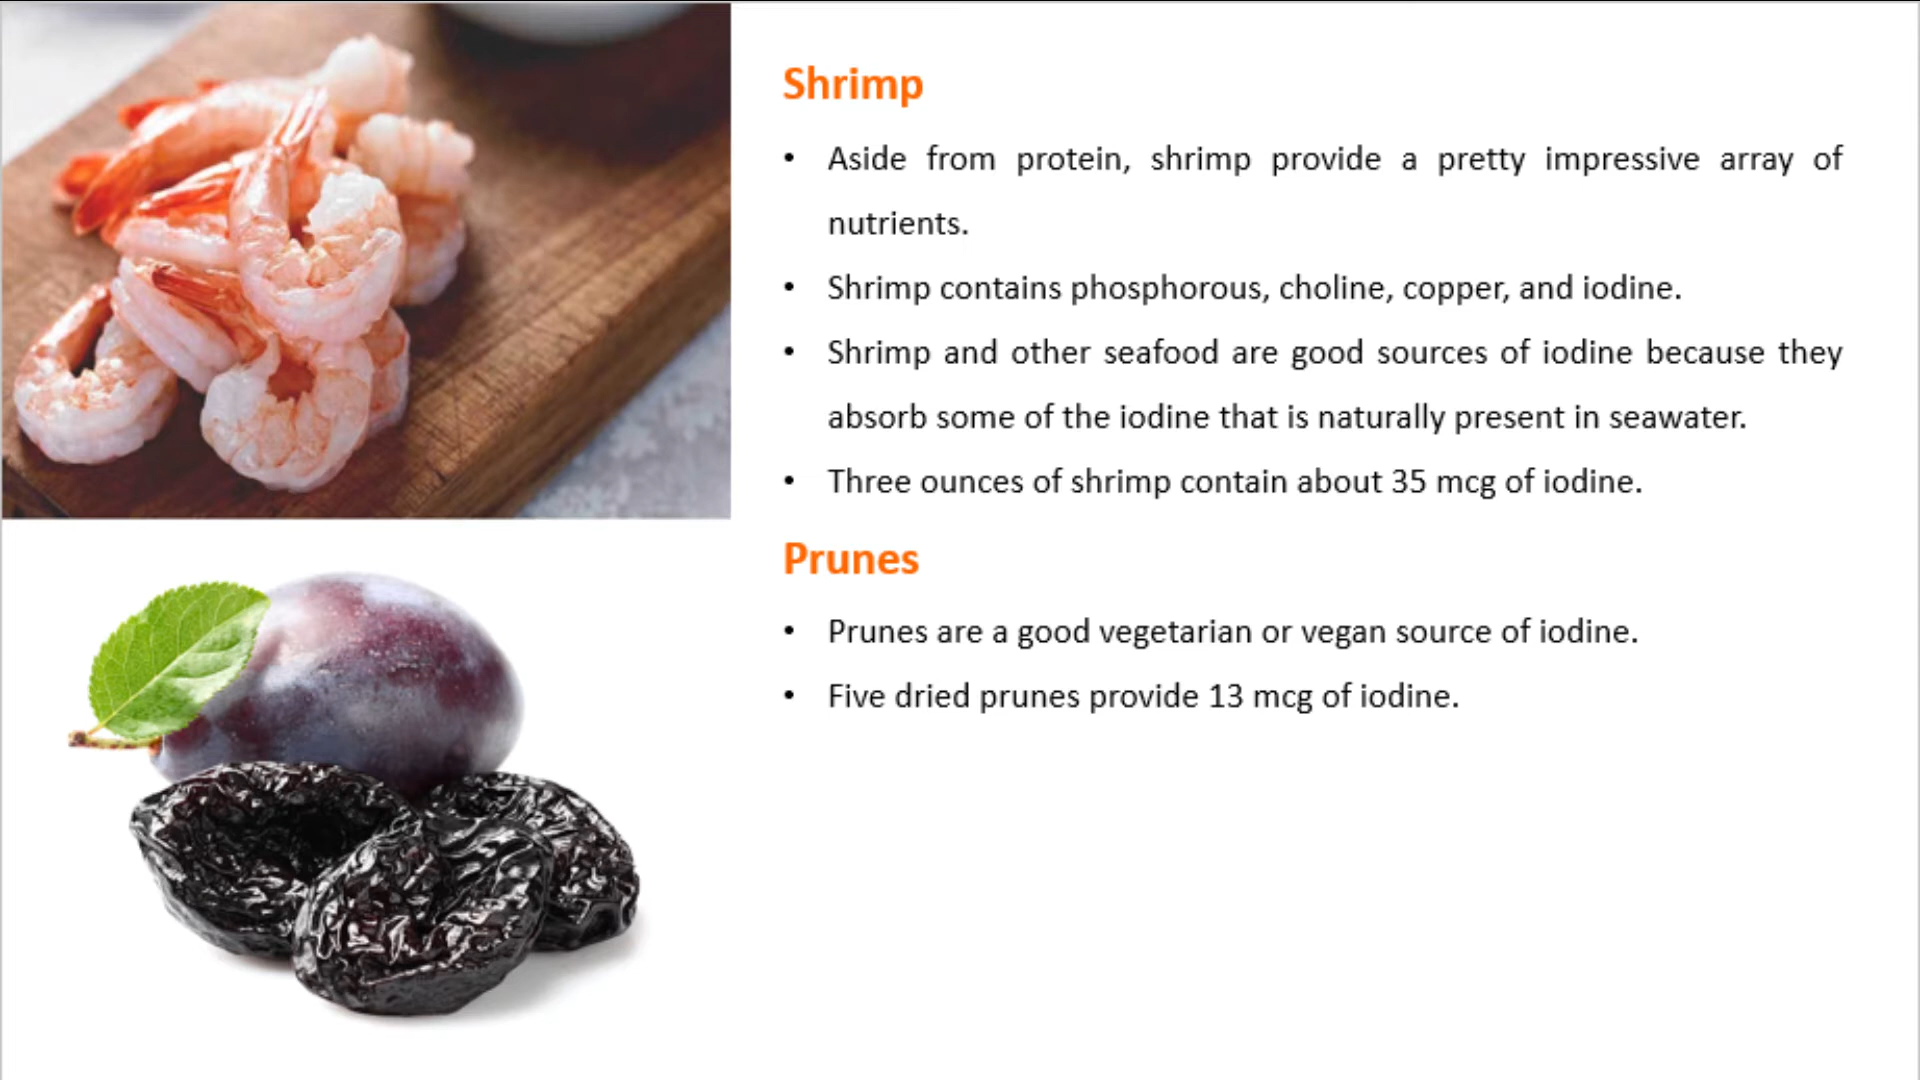 Shrimp
• Aside from protein, shrimp provide a pretty impressive array of
nutrients.
• Shrimp contains phosphorous, choline, copper, and iodine.
• Shrimp and other seafood are good sources of iodine because they
absorb some of the iodine that is naturally present in seawater.
• Three ounces of shrimp contain about 35 mcg of iodine.
Prunes
• Prunes are a good vegetarian or vegan source of iodine.
• Five dried prunes provide 13 mcg of iodine.